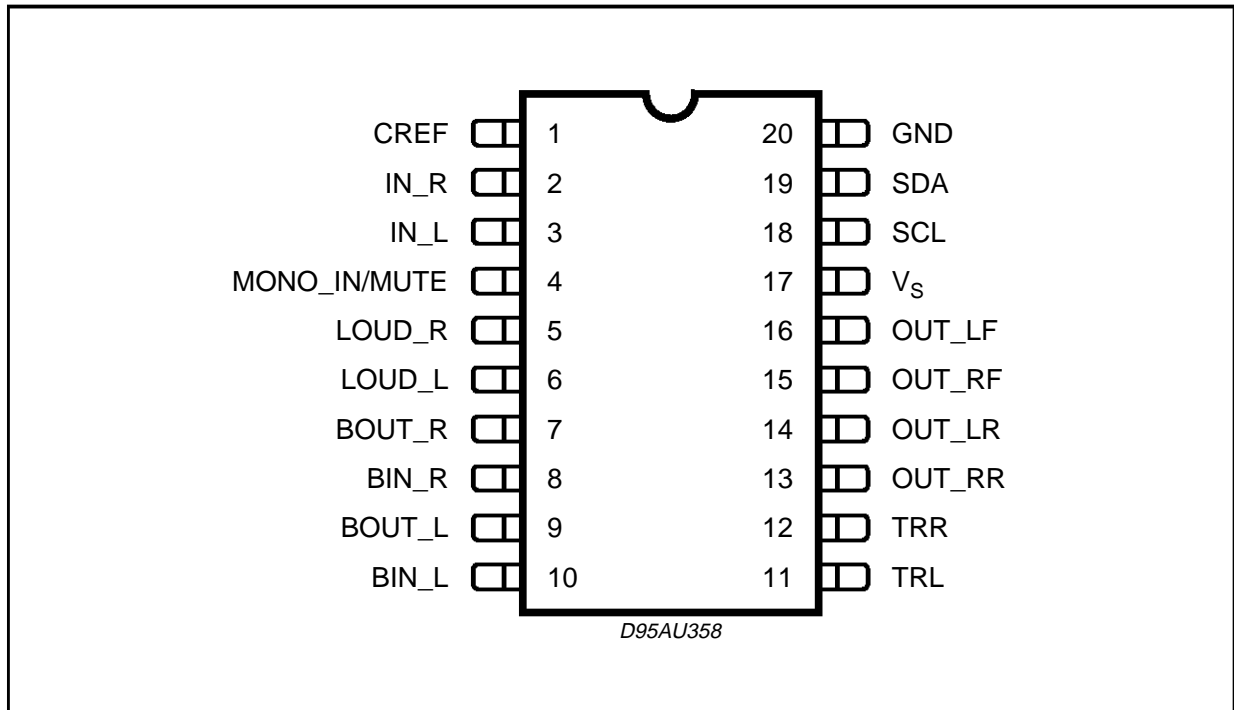 CREF 1 20 GND
IN_R 2 19 SDA
IN_L 3 18 SCL
MONO_IN/MUTE 4 17 VS
LOUD_R 5 16 OUT_LF
LOUD_L 6 15 OUT_RF
BOUT_R 7 14 OUT_LR
BIN_R 8 13 OUT_RR
BOUT_L 9 12 TRR
BIN_L 10 11 TRL
D95AU358